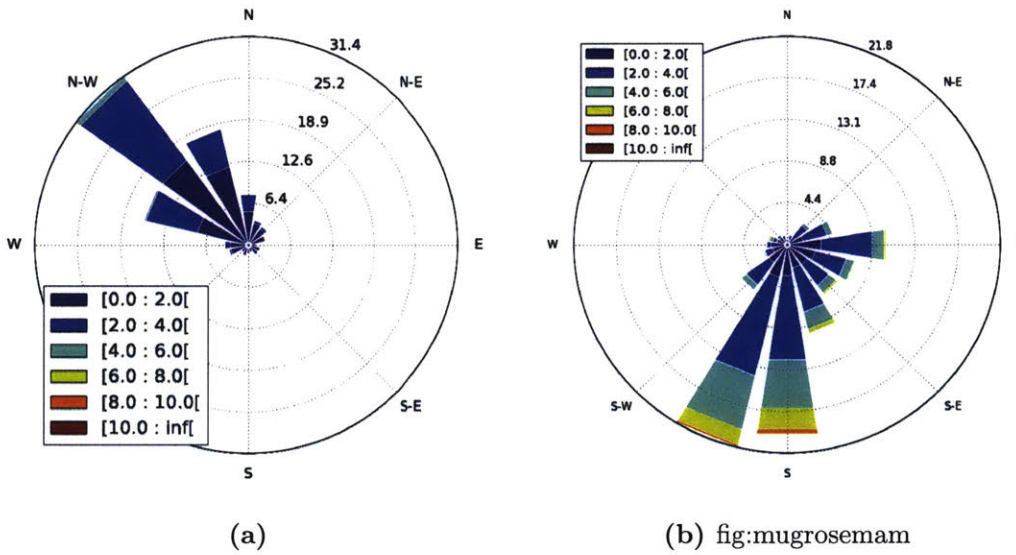 N
N-W
N-E
W
E
S-E
S
31.4
25.2
18.9
12.6
6.4
[0.0 : 2.0[
[2.0 : 4.0[
[4.0 : 6.0[
[6.0 : 8.0[
[8.0 : 10.0[
[10.0 : inf[
(a)
N
N-E
W
E
S-W
S-E
S
21.8
17.4
13.1
8.8
4.4
[0.0 : 2.0[
[2.0 : 4.0[
[4.0 : 6.0[
[6.0 : 8.0[
[8.0 : 10.0[
[10.0 : inf[
(b) fig:mugrosemam